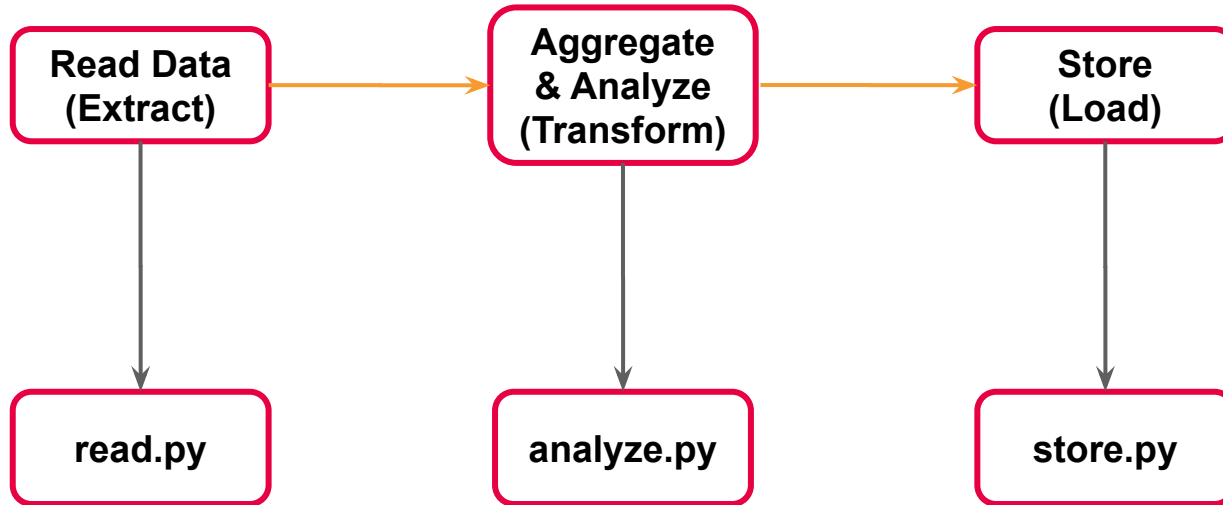 Read Data
(Extract)
Aggregate
& Analyze
(Transform)
Store
(Load)
read.py
analyze.py
store.py